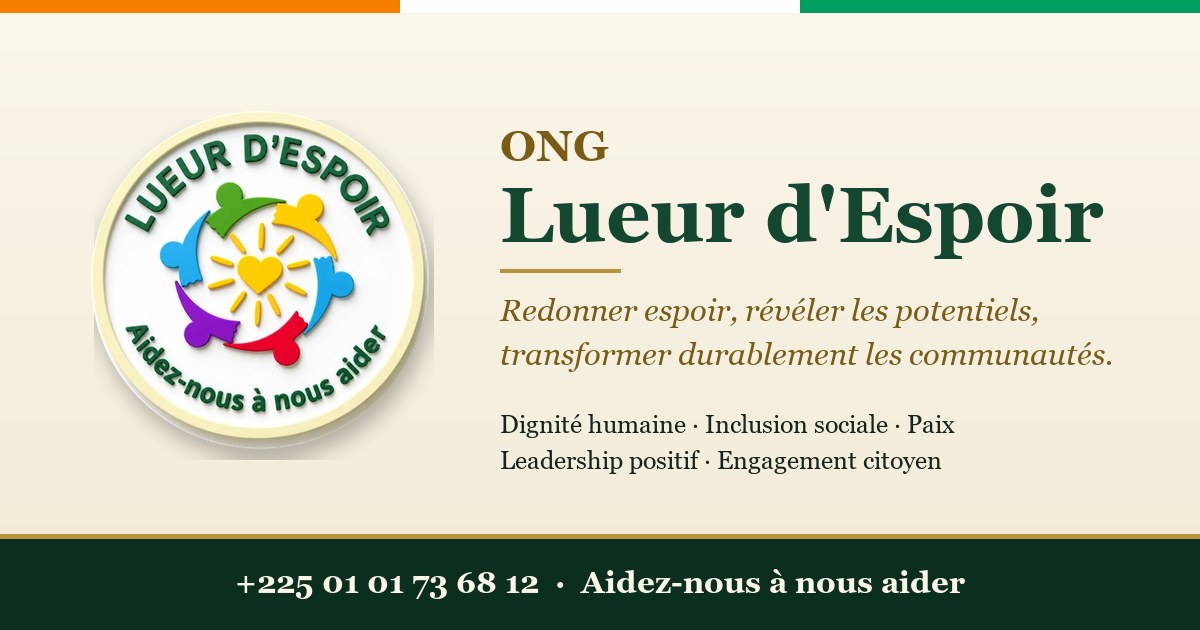 LUEUR D'ESPOIR
Aidez-nous à nous aider
ONG
Lueur d'Espoir
Redonner espoir, révéler les potentiels,
transformer durablement les communautés.
Dignité humaine · Inclusion sociale · Paix
Leadership positif · Engagement citoyen
+225 01 01 73 68 12 · Aidez-nous à nous aider